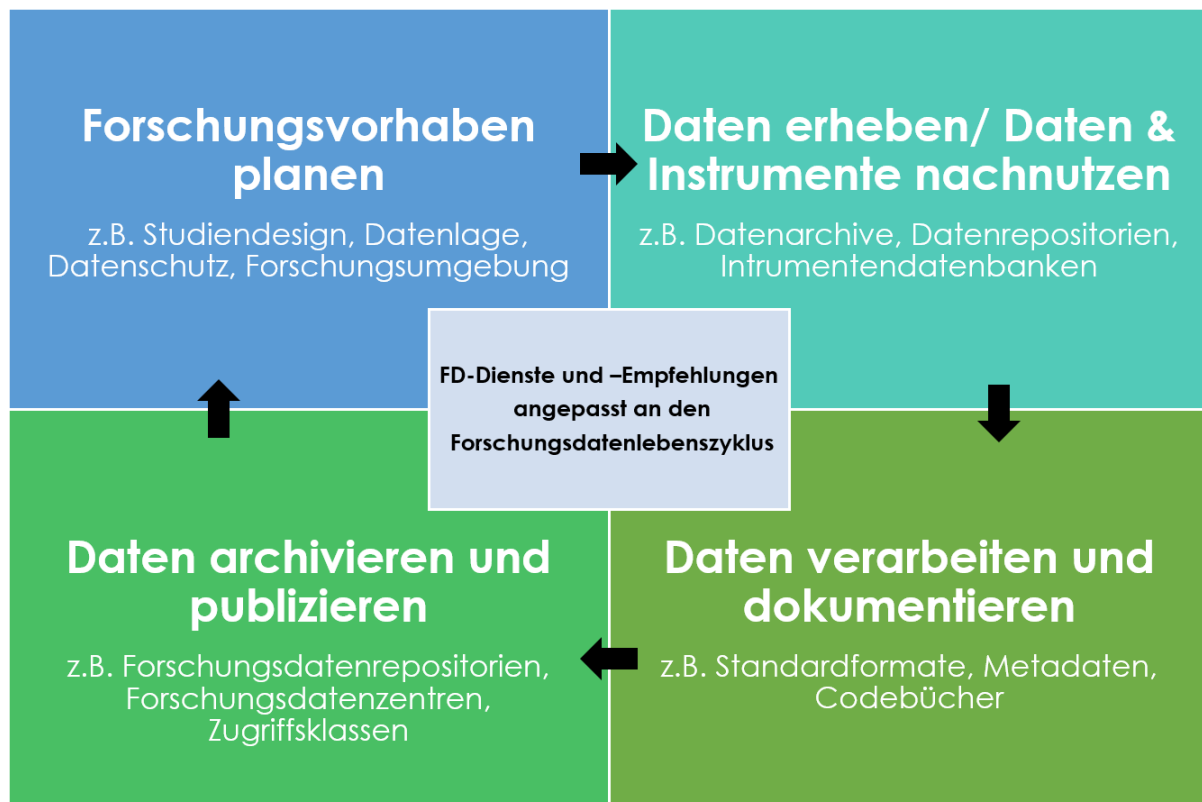 Forschungsvorhaben
planen
z.B. Studiendesign, Datenlage,
Datenschutz, Forschungsumgebung
Daten erheben/ Daten &
Instrumente nachnutzen
z.B. Datenarchive, Datenrepositorien,
Intrumentendatenbanken
FD-Dienste und –Empfehlungen
angepasst an den
Forschungsdatenlebenszyklus
Daten archivieren und
publizieren
z.B. Forschungsdatenrepositorien,
Forschungsdatenzentren,
Zugriffsklassen
Daten verarbeiten und
dokumentieren
z.B. Standardformate, Metadaten,
Codebücher